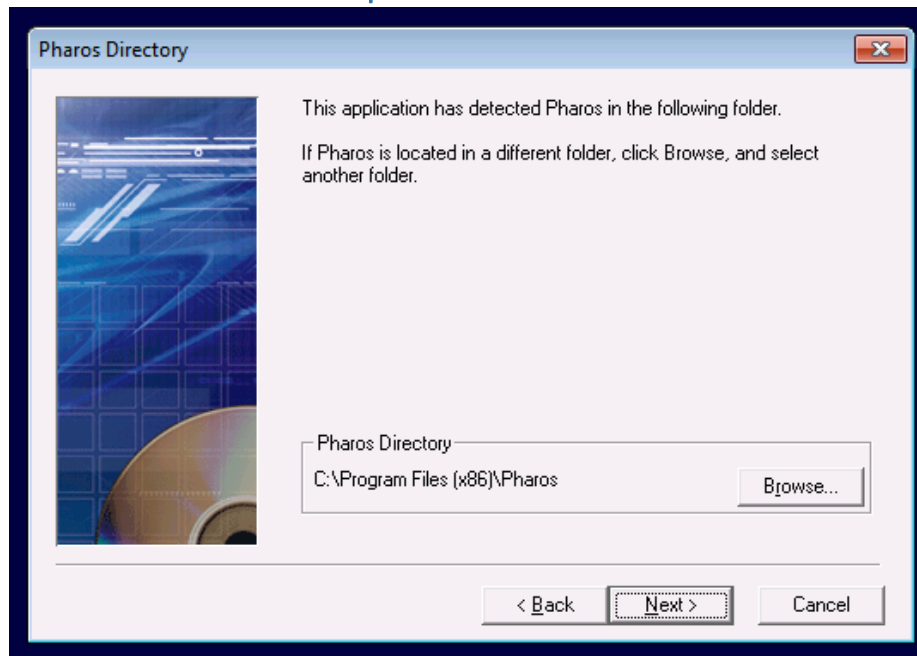 Pharos Directory
This application has detected Pharos in the following folder.
If Pharos is located in a different folder, click Browse, and select
another folder.
Pharos Directory
C:\Program Files (x86)\Pharos
Browse...
< Back
Next >
Cancel